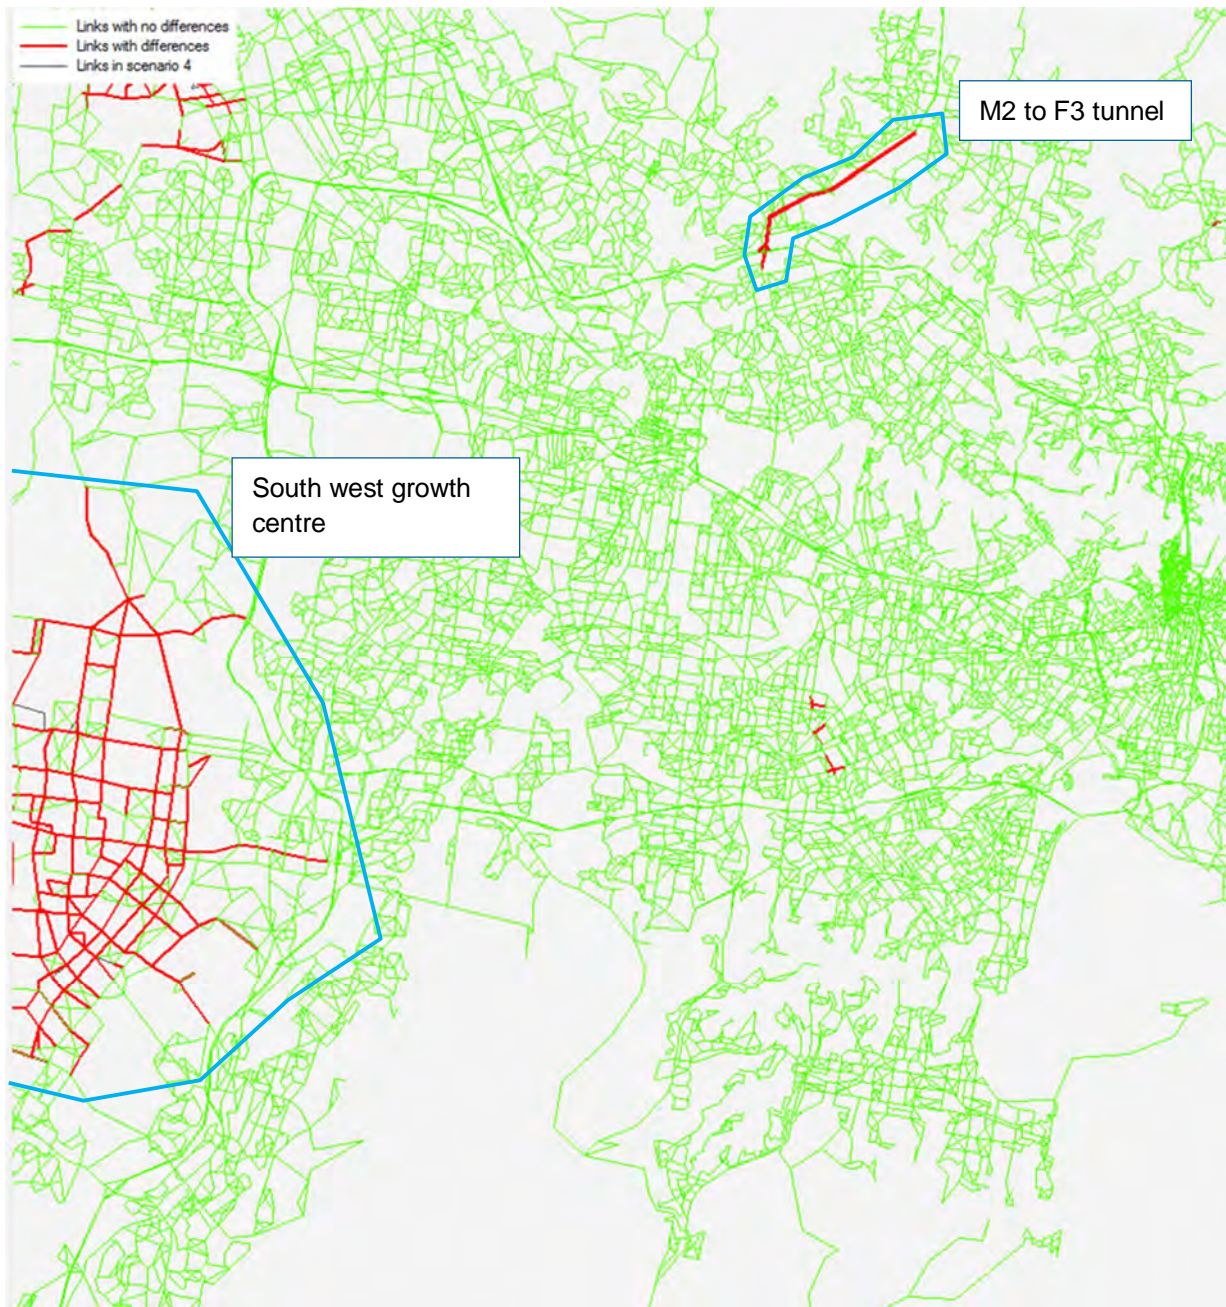 Links with no differences
Links with differences
Links in scenario 4
M2 to F3 tunnel
South west growth
centre